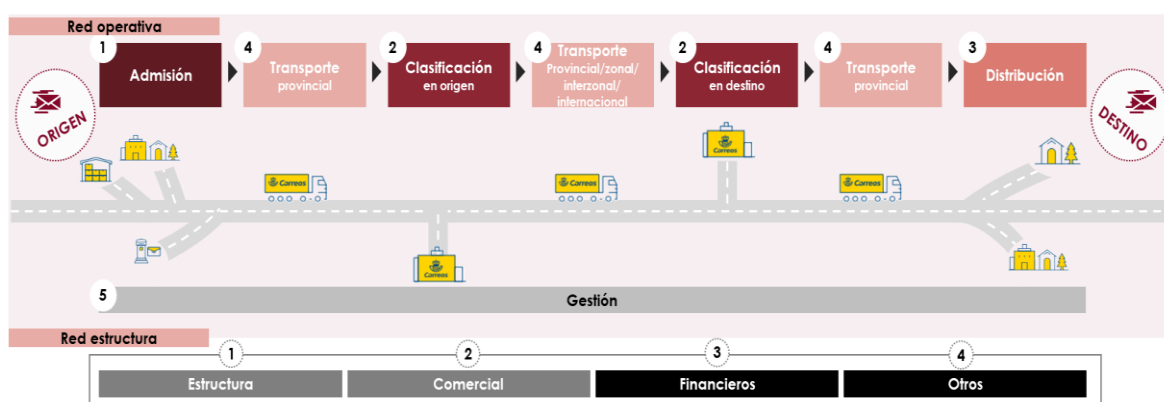 Red operativa
1
Admisión
4
Transporte
provincial
2
Clasificación
en origen
4
Transporte
Provincial/zonal/
interzonal/
internacional
2
Clasificación
en destino
4
Transporte
provincial
3
Distribución
ORIGEN
DESTINO
Correos
Correos
Correos
Correos
Correos
5
Gestión
Red estructura
1
Estructura
2
Comercial
3
Financieros
4
Otros